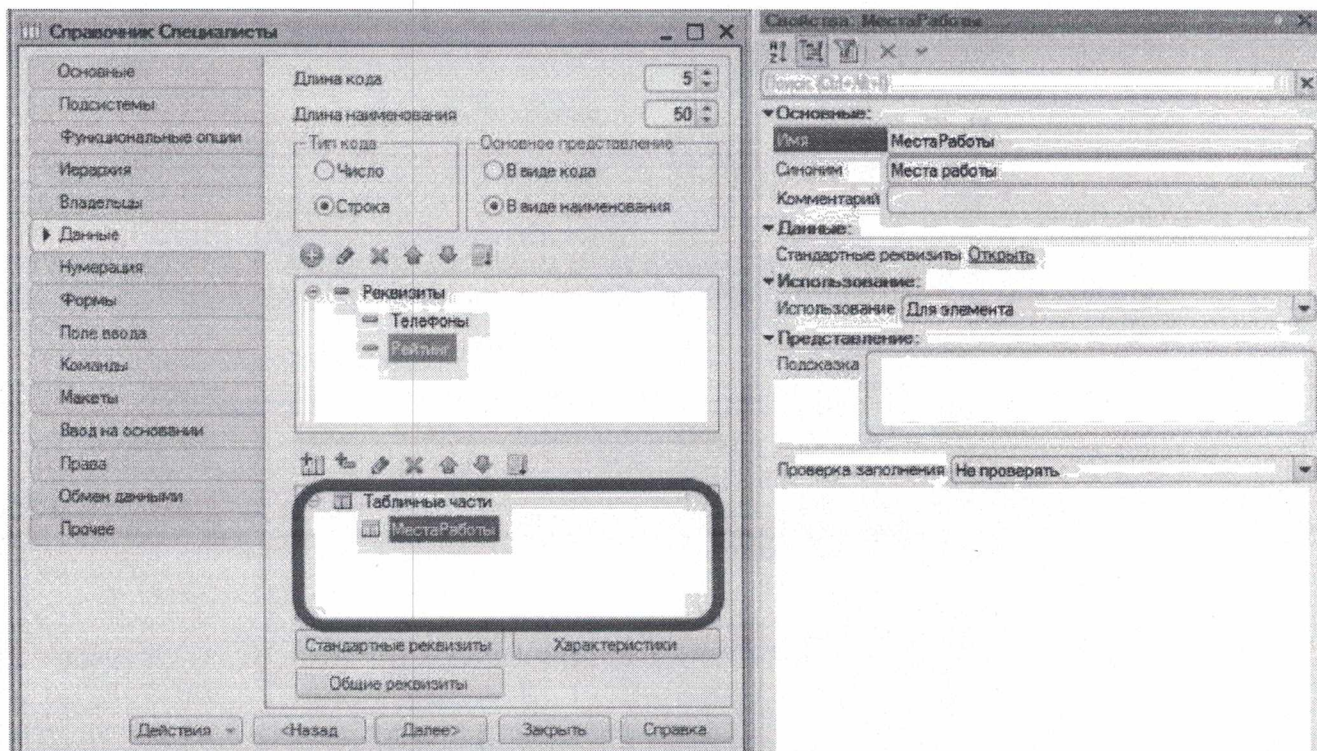 Справочник Специалисты
Основные
Подсистемы
Функциональные опции
Иерархия
Владельцы
Данные
Нумерация
Формы
Поле ввода
Команды
Макеты
Ввод на основании
Права
Обмен данными
Прочее
Длина кода 5
Длина наименования 50
Тип кода
Число
Строка
Основное представление
В виде кода
В виде наименования
Реквизиты
Телефоны
Рейтинг
Табличные части
МестаРаботы
Стандартные реквизиты Характеристики
Общие реквизиты
Действия <Назад Далее> Закрыть Справка
Свойства: МестаРаботы
Поиск (Ctrl+Alt+I)
Основные:
Имя МестаРаботы
Синоним Места работы
Комментарий
Данные:
Стандартные реквизиты Открыть
Использование:
Использование Для элемента
Представление:
Подсказка
Проверка заполнения Не проверять